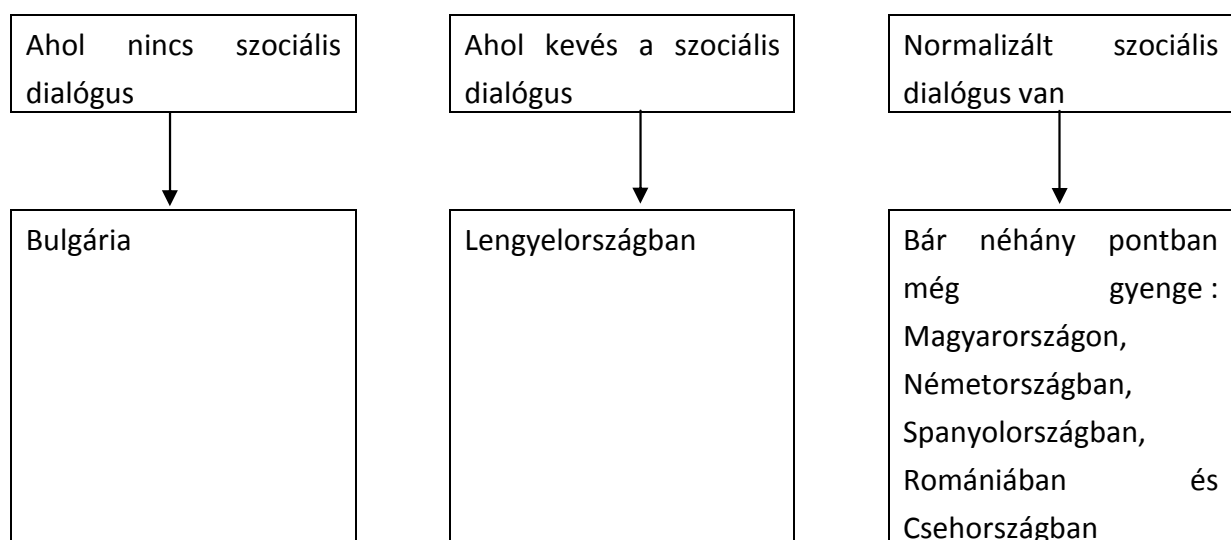 Ahol nincs szociális
dialógus
Ahol kevés a szociális
dialógus
Normalizált szociális
dialógus van
Bulgária
Lengyelországban
Bár néhány pontban
még gyenge :
Magyarországon,
Németországban,
Spanyolországban,
Romániában és
Csehországban